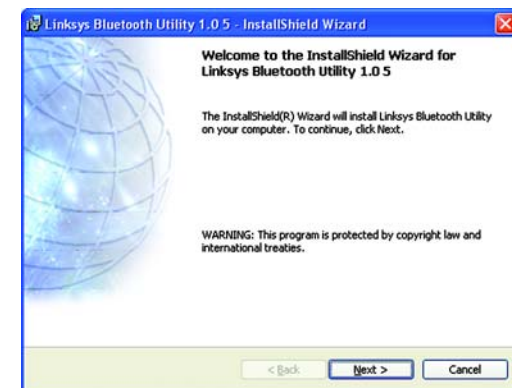 Linksys Bluetooth Utility 1.0 5 - InstallShield Wizard
Welcome to the InstallShield Wizard for
Linksys Bluetooth Utility 1.0 5
The InstallShield(R) Wizard will install Linksys Bluetooth Utility
on your computer. To continue, click Next.
WARNING: This program is protected by copyright law and
international treaties.
< Back
Next >
Cancel